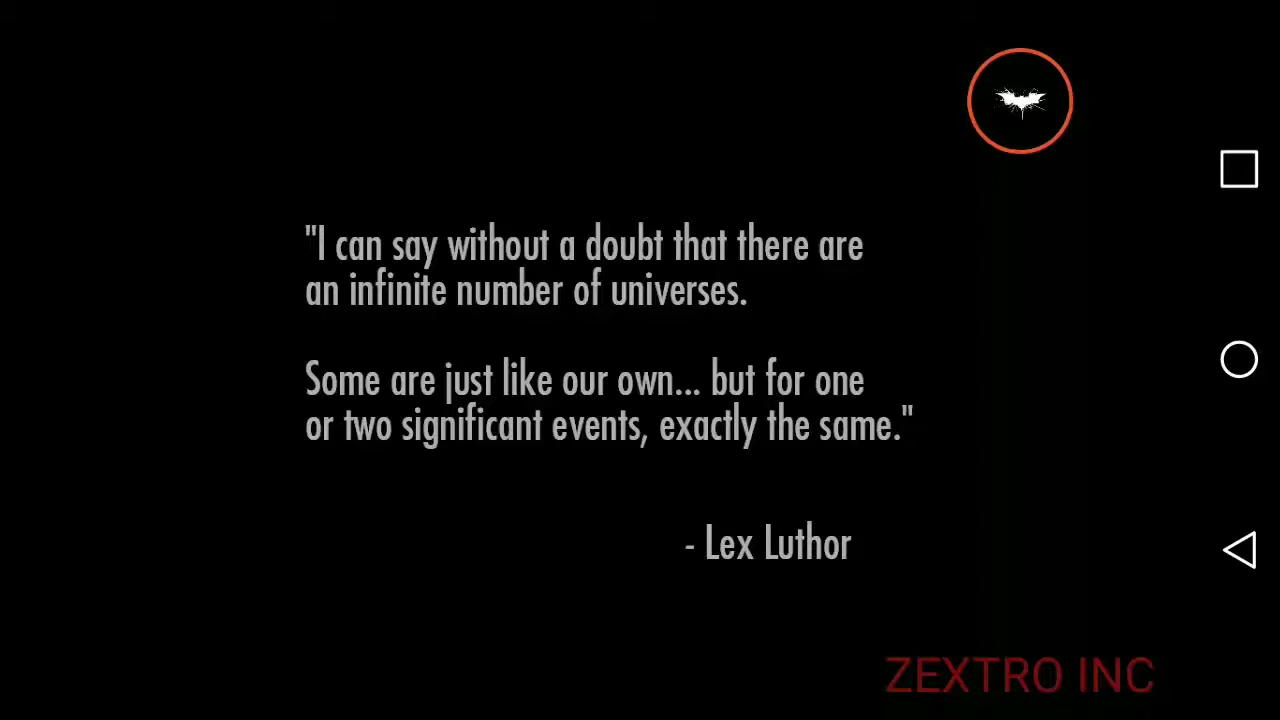 "I can say without a doubt that there are
an infinite number of universes.
Some are just like our own... but for one
or two significant events, exactly the same."
- Lex Luthor
ZEXTRO INC